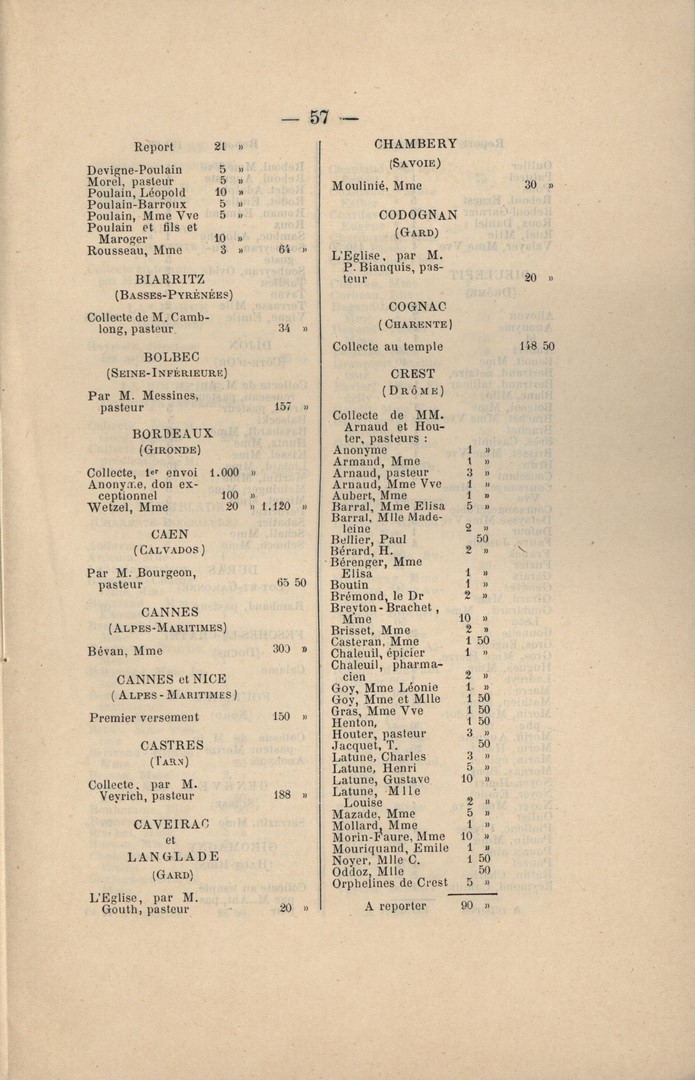 — 57 —
Report 21 »
Devigne-Poulain 5 »
Morel, pasteur 5 »
Poulain, Léopold 10 »
Poulain-Barroux 5 »
Poulain, Mme Vve 5 »
Poulain et fils et
Maroger 10 »
Rousseau, Mme 3 » 64 »
BIARRITZ
(BASSES-PYRÉNÉES)
Collecte de M. Camb-
long, pasteur 34 »
BOLBEC
(SEINE-INFÉRIEURE)
Par M. Messines,
pasteur 157 »
BORDEAUX
(GIRONDE)
Collecte, 1er envoi 1.000 »
Anonyme, don ex-
ceptionnel 100 »
Wetzel, Mme 20 » 1.120 »
CAEN
(CALVADOS)
Par M. Bourgeon,
pasteur 65 50
CANNES
(ALPES-MARITIMES)
Bévan, Mme 300 »
CANNES et NICE
(ALPES-MARITIMES)
Premier versement 150 »
CASTRES
(TARN)
Collecte, par M.
Veyrich, pasteur 188 »
CAVEIRAC
et
LANGLADE
(GARD)
L'Eglise, par M.
Gouth, pasteur 20 »
CHAMBERY
(SAVOIE)
Moulinié, Mme 30 »
CODOGNAN
(GARD)
L'Eglise, par M.
P. Bianquis, pas-
teur 20 »
COGNAC
(CHARENTE)
Collecte au temple 148 50
CREST
(DRÔME)
Collecte de MM.
Arnaud et Hou-
ter, pasteurs :
Anonyme 1 »
Armand, Mme 1 »
Arnaud, pasteur 3 »
Arnaud, Mme Vve 1 »
Aubert, Mme 1 »
Barral, Mme Elisa 5 »
Barral, Mlle Made-
leine 2 »
Bellier, Paul 50
Bérard, H. 2 »
Bérenger, Mme
Elisa 1 »
Boutin 1 »
Brémond, le Dr 2 »
Breyton-Brachet,
Mme 10 »
Brisset, Mme 2 »
Casteran, Mme 1 50
Chaleuil, épicier 1 »
Chaleuil, pharma-
cien 2 »
Goy, Mme Léonie 1 »
Goy, Mme et Mlle 1 50
Gras, Mme Vve 1 50
Henton, 1 50
Houter, pasteur 3 »
Jacquet, T. 50
Latune, Charles 3 »
Latune, Henri 5 »
Latune, Gustave 10 »
Latune, Mlle
Louise 2 »
Mazade, Mme 5 »
Mollard, Mme 1 »
Morin-Faure, Mme 10 »
Mouriquand, Emile 1 »
Noyer, Mlle C. 1 50
Oddoz, Mlle 50
Orphelines de Crest 5 »
A reporter 90 »